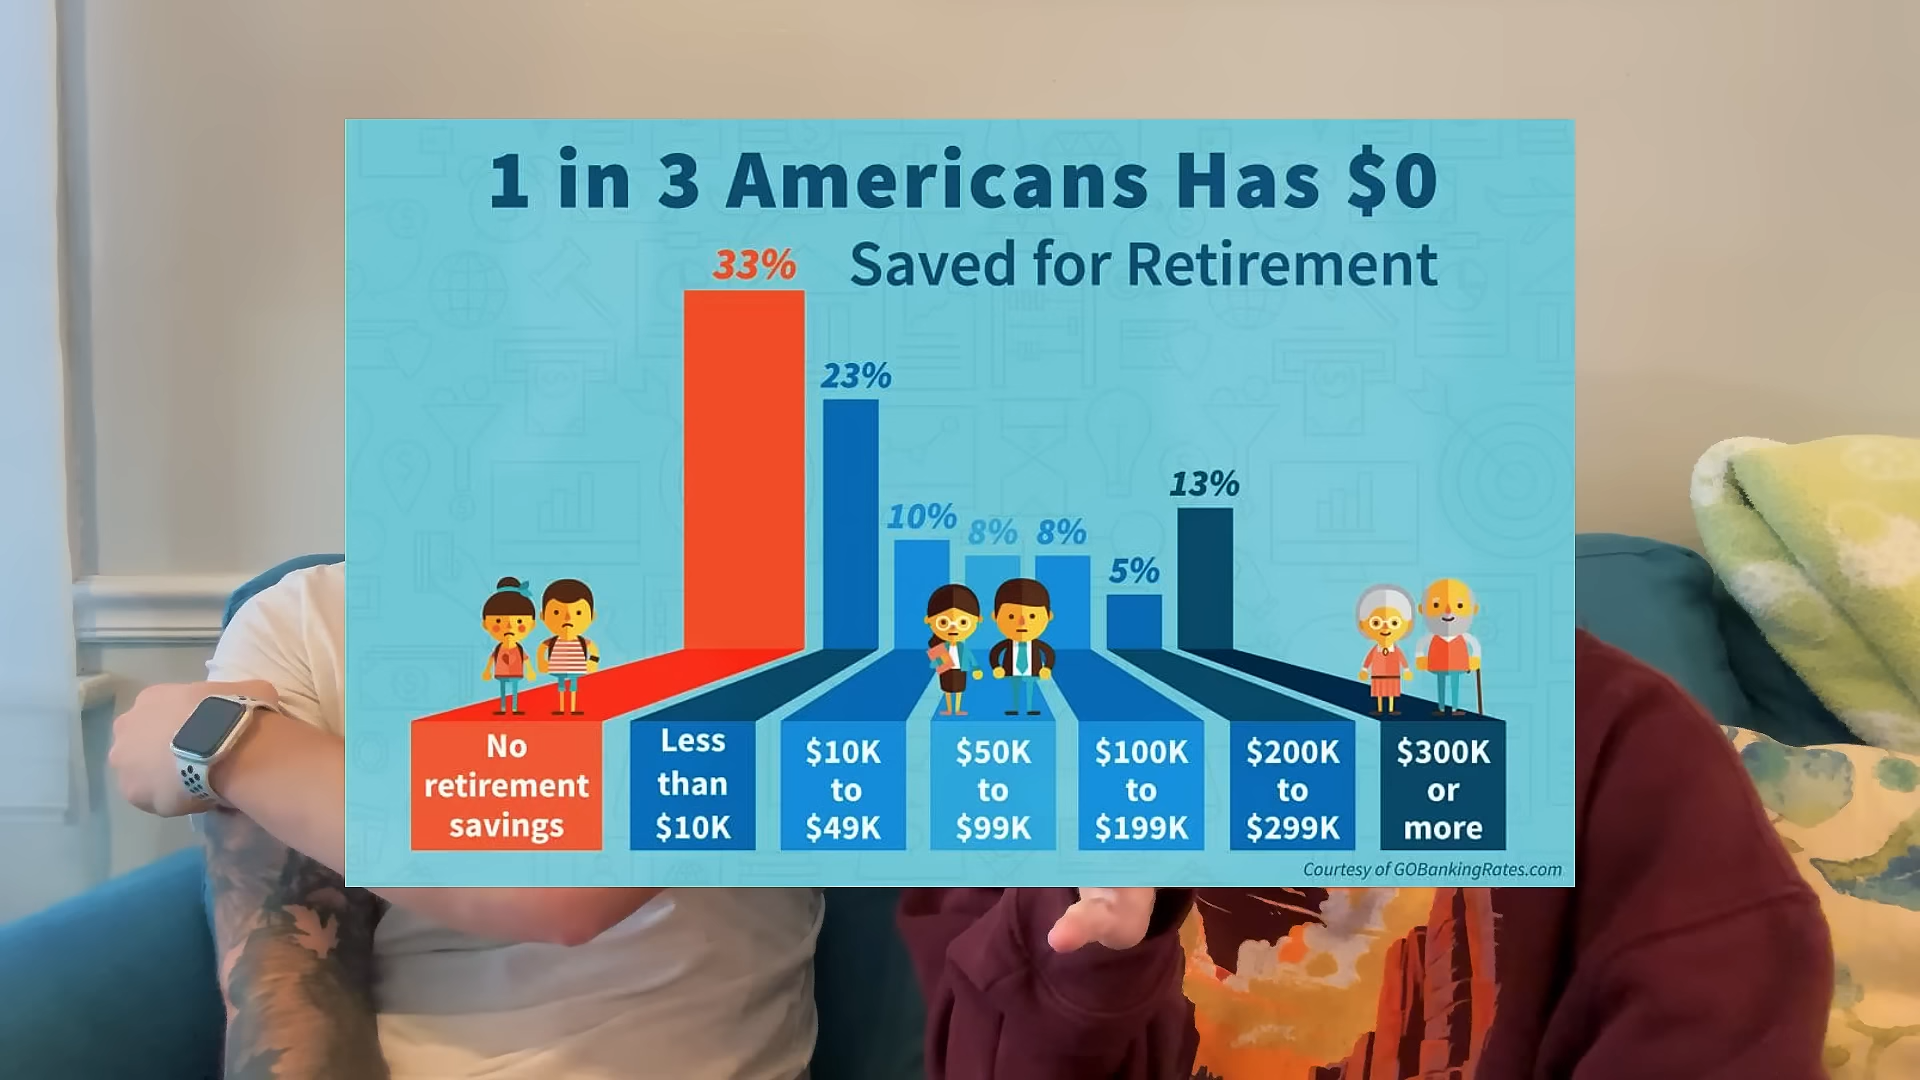 1 in 3 Americans Has $0
Saved for Retirement
33%
23%
10%
8%
8%
5%
13%
No
retirement
savings
Less
than
$10K
$10K
to
$49K
$50K
to
$99K
$100K
to
$199K
$200K
to
$299K
$300K
or
more
Courtesy of GOBankingRates.com